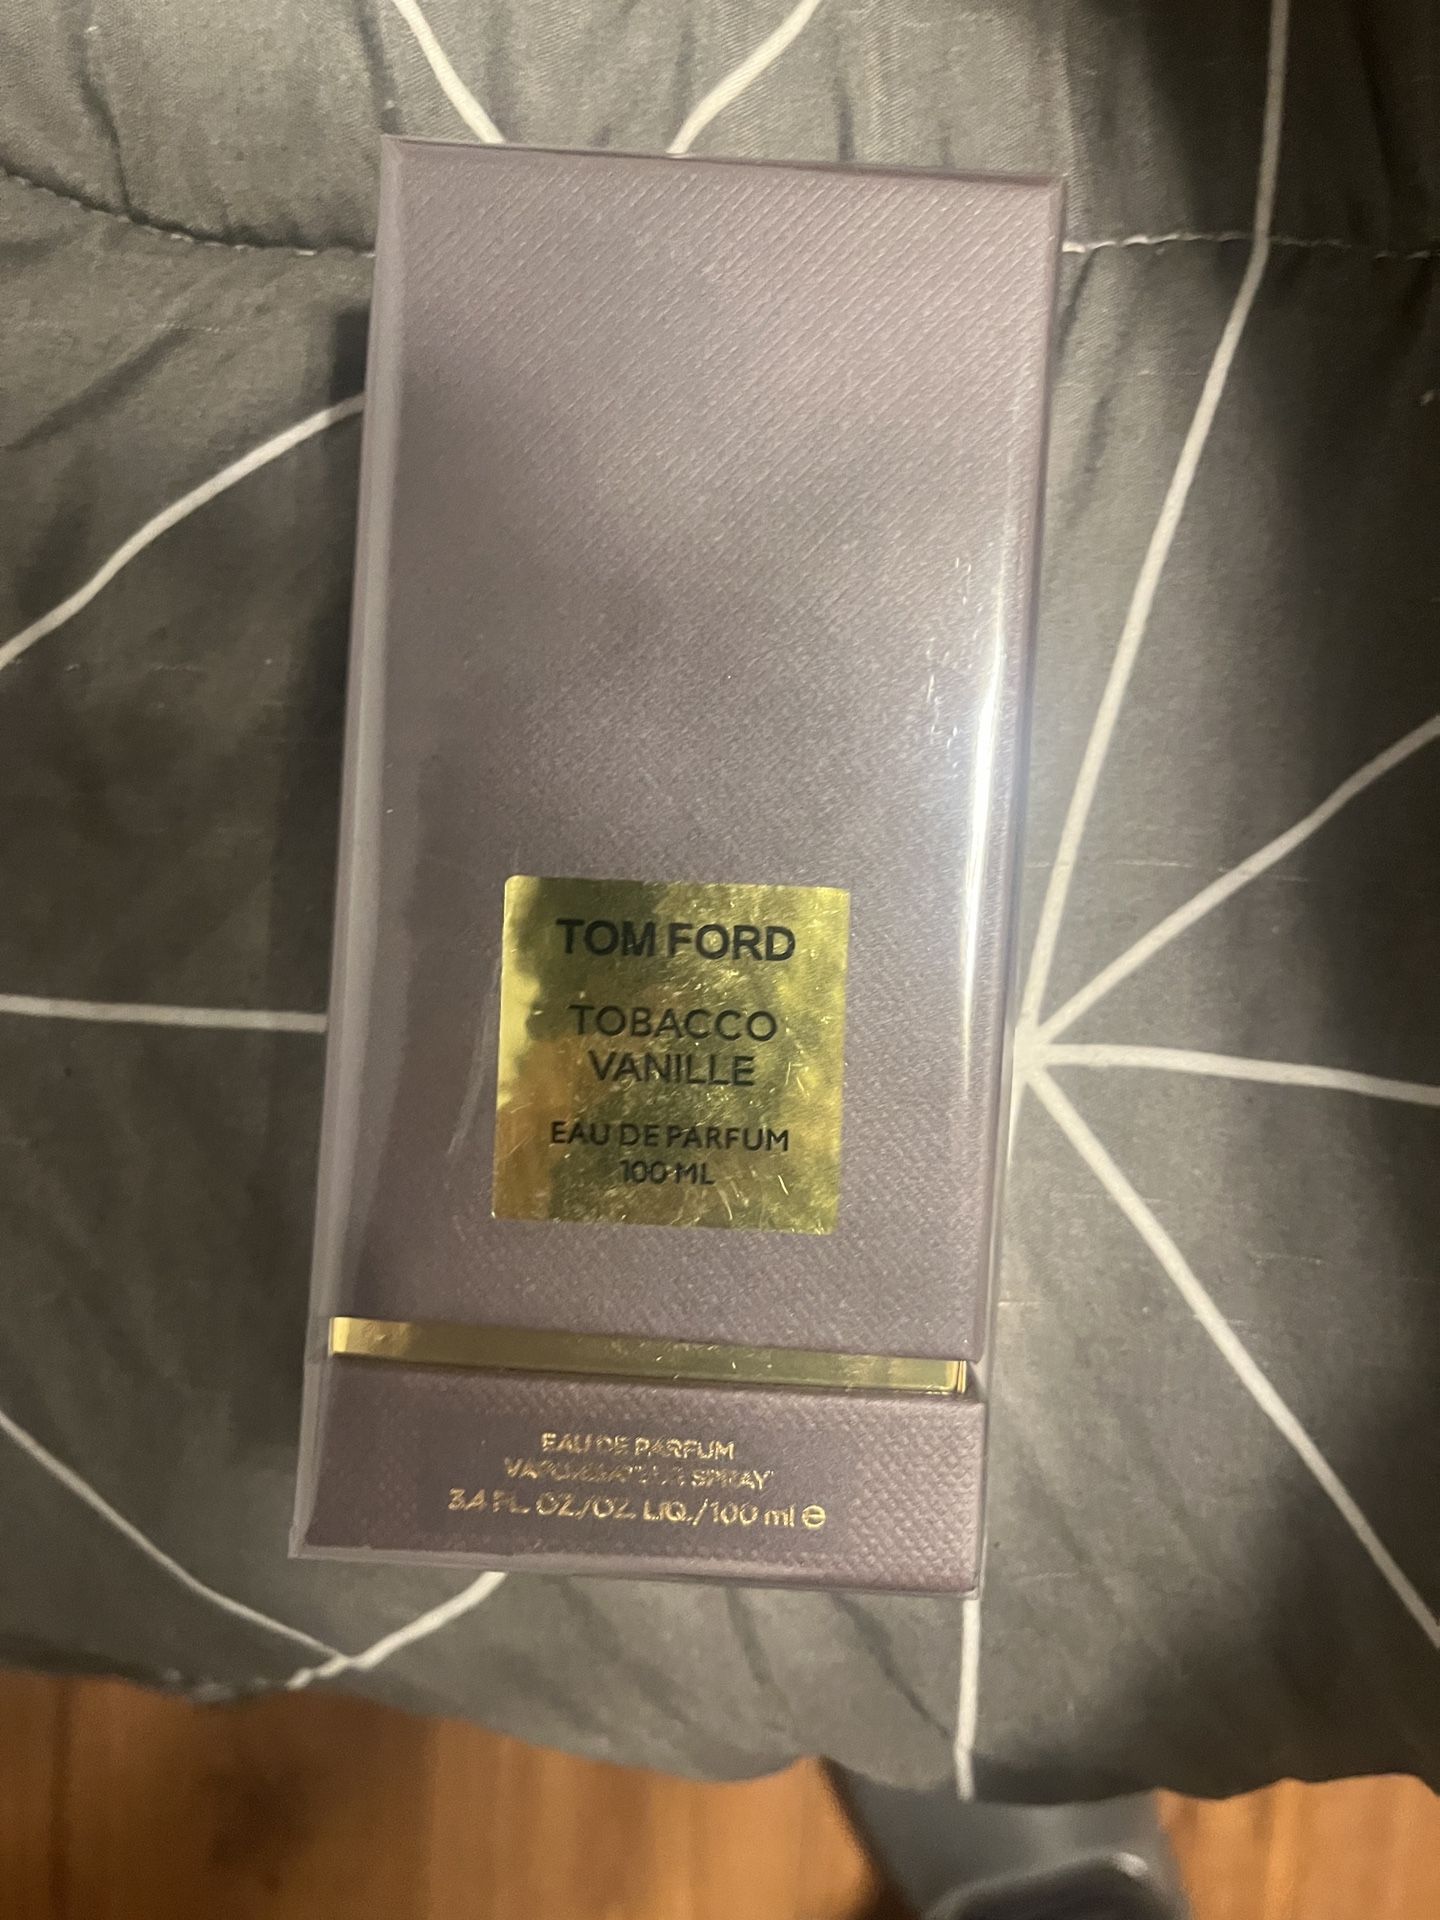 TOM FORD
TOBACCO
VANILLE
EAU DE PARFUM
100 ML
EAU DE PARFUM
VAPORISATEUR SPRAY
3.4 FL. OZ./OZ. LIQ./100 ml ℮